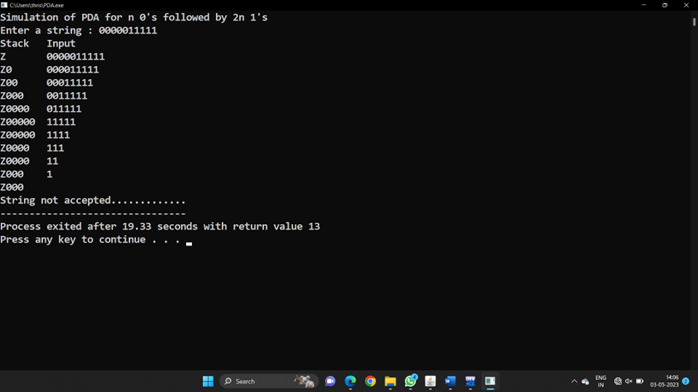 C:\Users\thris\PDA.exe
Simulation of PDA for n 0's followed by 2n 1's
Enter a string : 0000011111
Stack Input
Z 0000011111
Z0 000011111
Z00 00011111
Z000 0011111
Z0000 011111
Z00000 11111
Z00000 1111
Z0000 111
Z0000 11
Z000 1
Z000
String not accepted.............
--------------------------------
Process exited after 19.33 seconds with return value 13
Press any key to continue . . .
Search
ENG
IN
14:06
03-05-2023